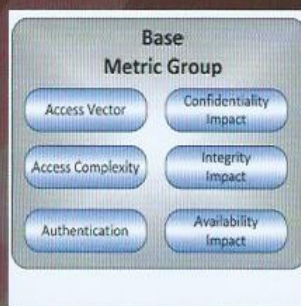 Base
Metric Group
Access Vector
Confidentiality
Impact
Access Complexity
Integrity
Impact
Authentication
Availability
Impact